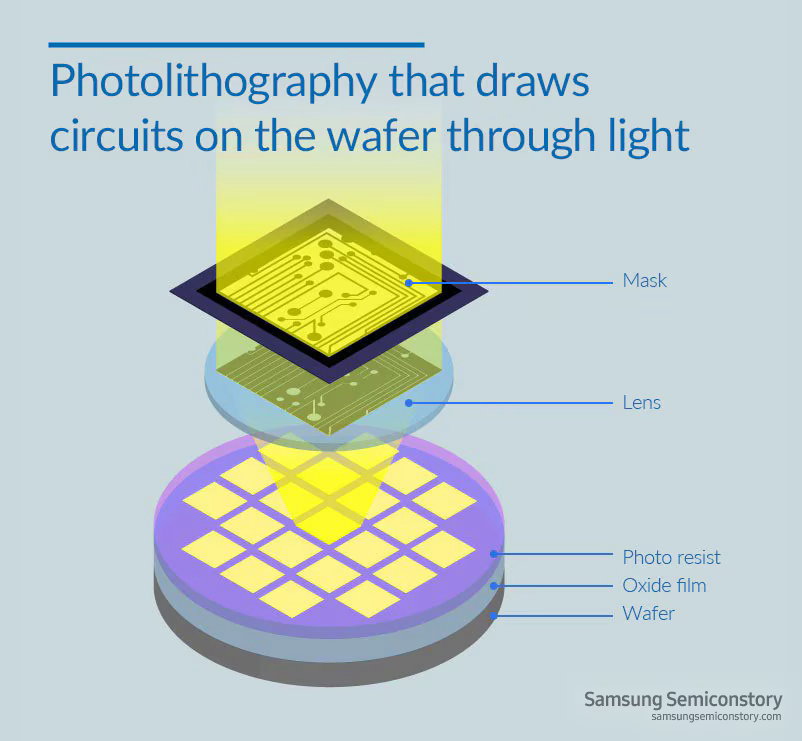 Photolithography that draws
circuits on the wafer through light
Mask
Lens
Photo resist
Oxide film
Wafer
Samsung Semiconstory
samsungsemiconstory.com